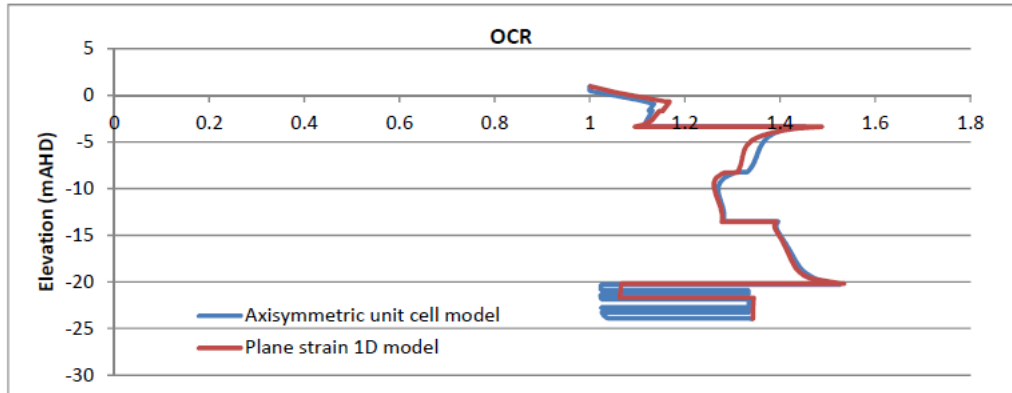 OCR
5
0
0 0.2 0.4 0.6 0.8 1 1.2 1.4 1.6 1.8
-5
-10
-15
-20
-25
-30
Elevation (mAHD)
Axisymmetric unit cell model
Plane strain 1D model